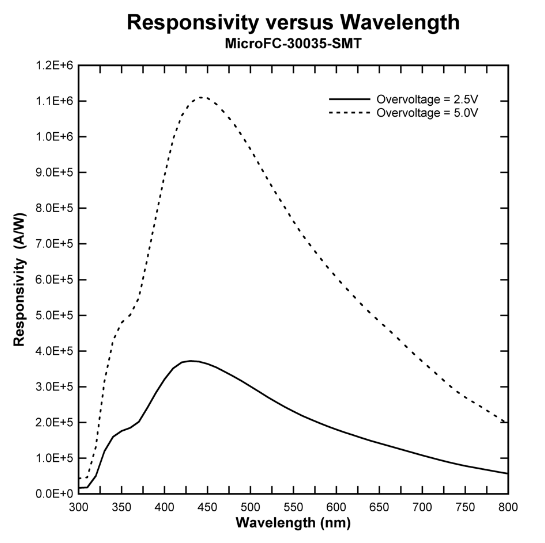 Responsivity versus Wavelength
MicroFC-30035-SMT
1.2E+6
1.1E+6
1.0E+6
9.0E+5
8.0E+5
7.0E+5
6.0E+5
5.0E+5
4.0E+5
3.0E+5
2.0E+5
1.0E+5
0.0E+0
Responsivity (A/W)
Overvoltage = 2.5V
Overvoltage = 5.0V
300 350 400 450 500 550 600 650 700 750 800
Wavelength (nm)